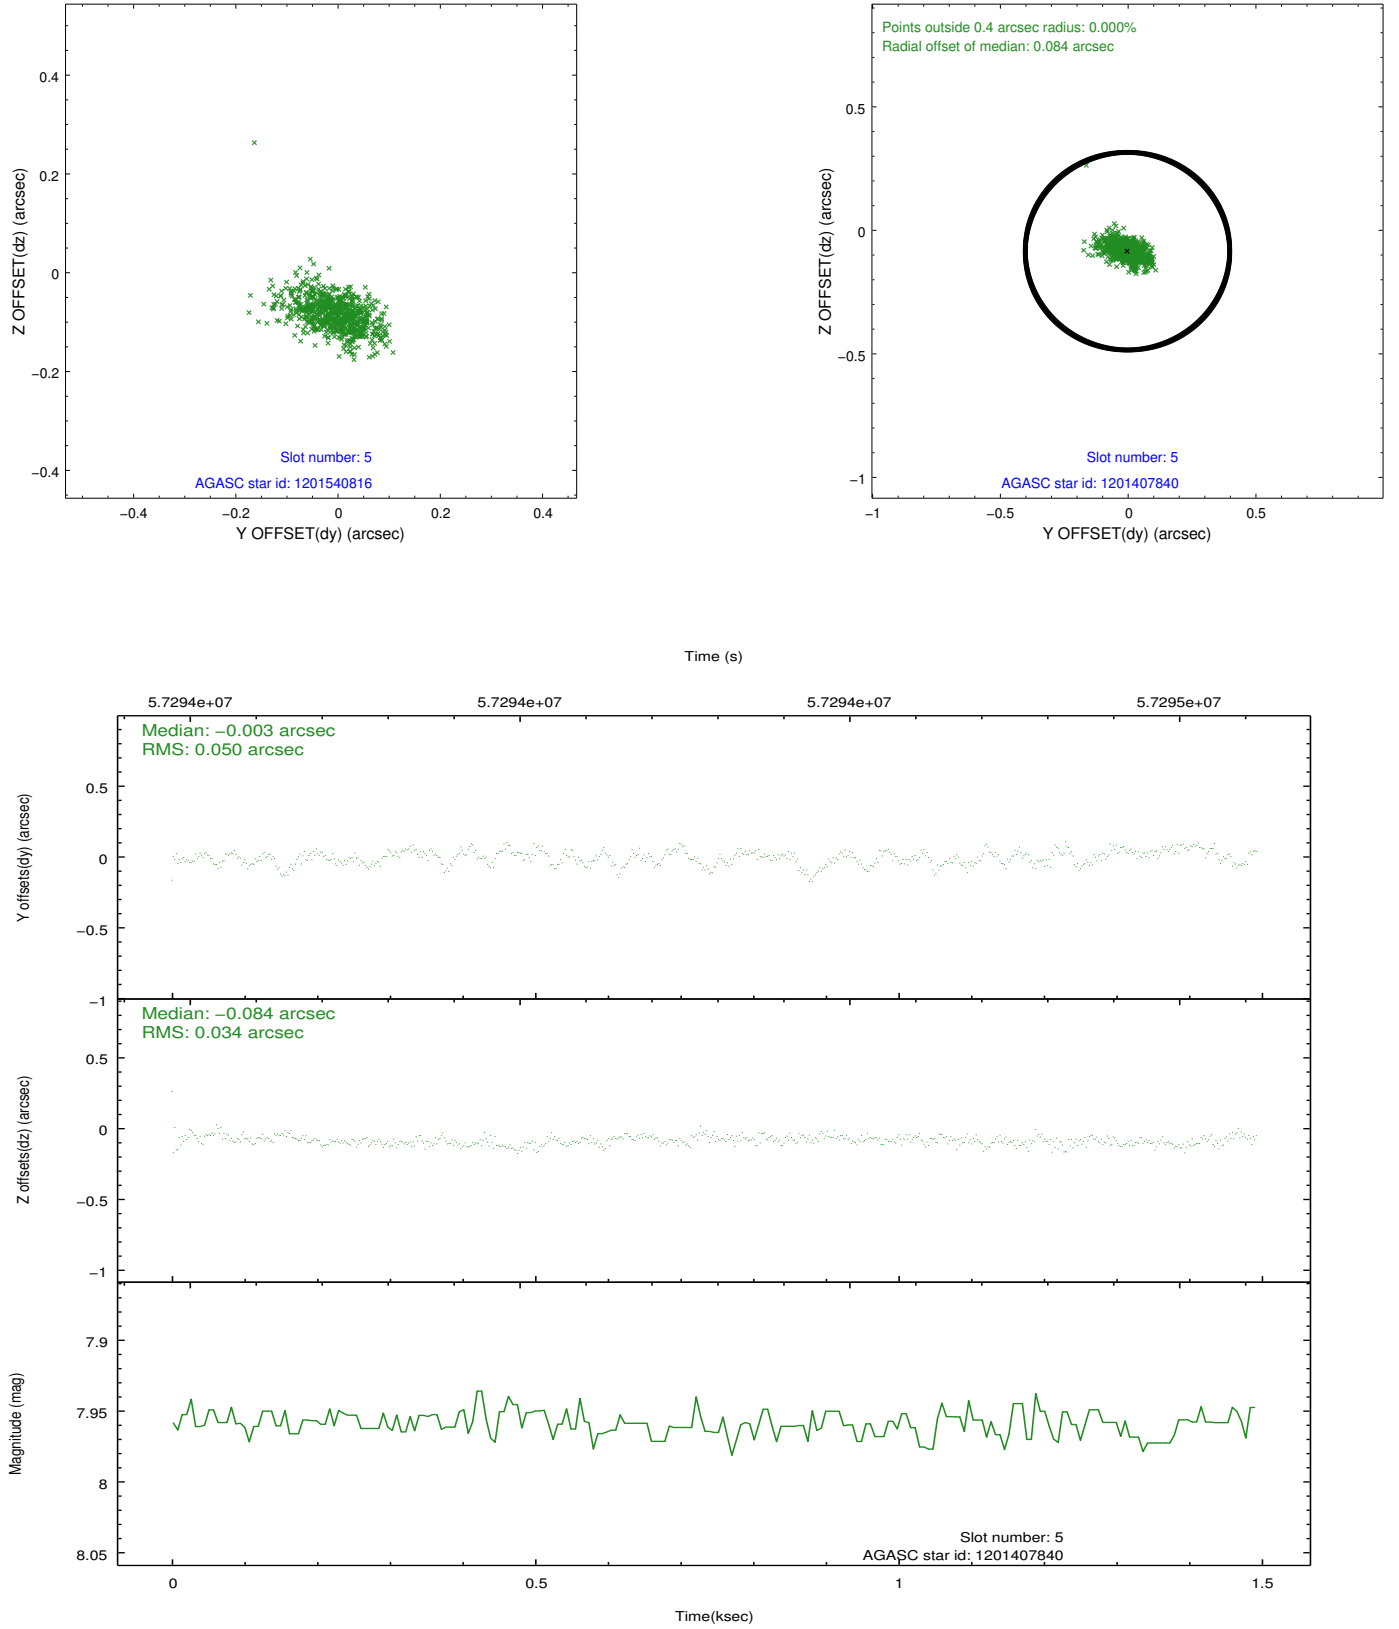 0.4
0.2
0
−0.2
−0.4
Z OFFSET(dz) (arcsec)
Slot number: 5
AGASC star id: 1201540816
−0.4
−0.2
0
0.2
0.4
Y OFFSET(dy) (arcsec)
Points outside 0.4 arcsec radius: 0.000%
Radial offset of median: 0.084 arcsec
0.5
0
−0.5
−1
Z OFFSET(dz) (arcsec)
Slot number: 5
AGASC star id: 1201407840
−1
−0.5
0
0.5
Y OFFSET(dy) (arcsec)
Time (s)
5.7294e+07
5.7294e+07
5.7294e+07
5.7295e+07
Median: −0.003 arcsec
RMS: 0.050 arcsec
0.5
0
−0.5
−1
Y offsets(dy) (arcsec)
Median: −0.084 arcsec
RMS: 0.034 arcsec
0.5
0
−0.5
−1
Z offsets(dz) (arcsec)
7.9
7.95
8
8.05
Magnitude (mag)
Slot number: 5
AGASC star id: 1201407840
0
0.5
1
1.5
Time(ksec)